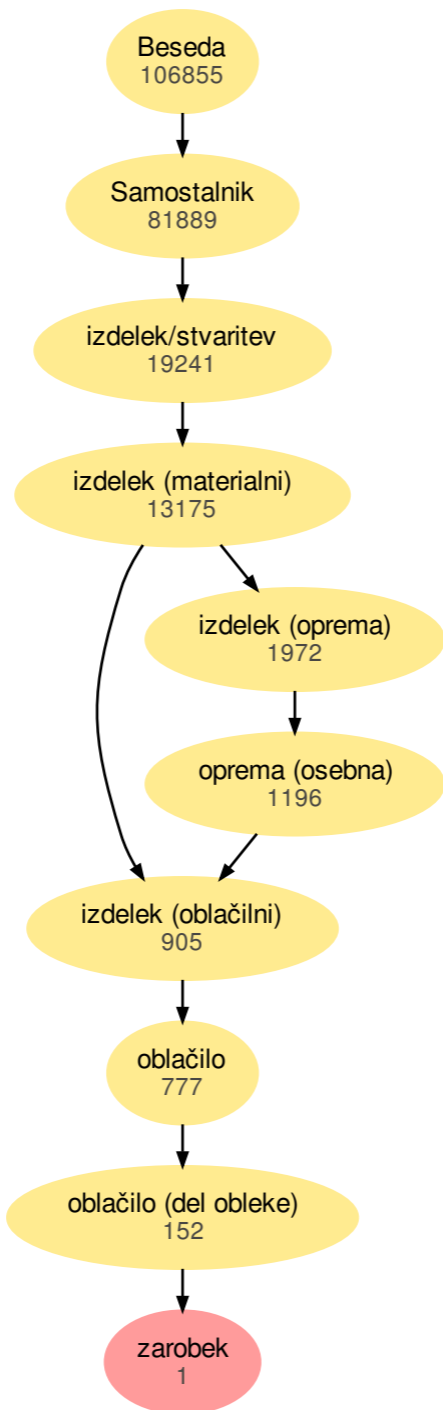 Beseda
106855
Samostalnik
81889
izdelek/stvaritev
19241
izdelek (materialni)
13175
izdelek (oprema)
1972
oprema (osebna)
1196
izdelek (oblačilni)
905
oblačilo
777
oblačilo (del obleke)
152
zarobek
1